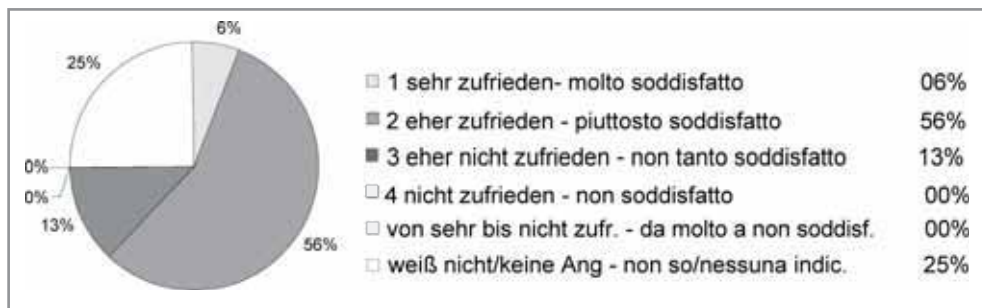 6%
25%
0%
0%
13%
56%
1 sehr zufrieden- molto soddisfatto 06%
2 eher zufrieden - piuttosto soddisfatto 56%
3 eher nicht zufrieden - non tanto soddisfatto 13%
4 nicht zufrieden - non soddisfatto 00%
von sehr bis nicht zufr. - da molto a non soddisf. 00%
weiß nicht/keine Ang - non so/nessuna indic. 25%